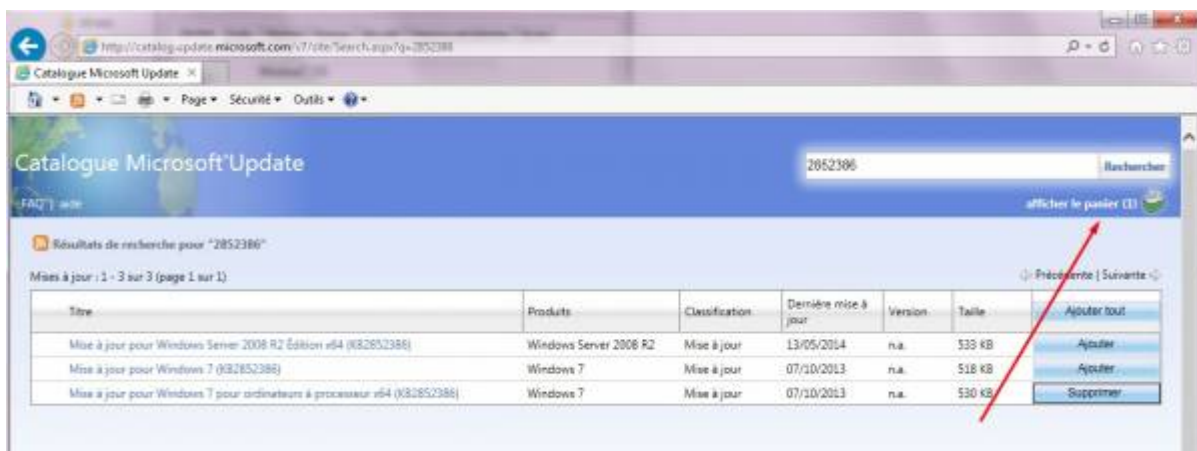 http://catalog.update.microsoft.com/v7/site/Search.aspx?q=2852386
Catalogue Microsoft Update
Page Sécurité Outils
Catalogue Microsoft Update
2852386 Rechercher
FAQ | aide
afficher le panier (1)
Résultats de recherche pour "2852386"
Mises à jour : 1 - 3 sur 3 (page 1 sur 1)
Précédente | Suivante
Titre Produits Classification Dernière mise à jour Version Taille Ajouter tout
Mise à jour pour Windows Server 2008 R2 Édition x64 (KB2852386) Windows Server 2008 R2 Mise à jour 13/05/2014 n.a. 533 KB Ajouter
Mise à jour pour Windows 7 (KB2852386) Windows 7 Mise à jour 07/10/2013 n.a. 518 KB Ajouter
Mise à jour pour Windows 7 pour ordinateurs à processeur x64 (KB2852386) Windows 7 Mise à jour 07/10/2013 n.a. 530 KB Supprimer